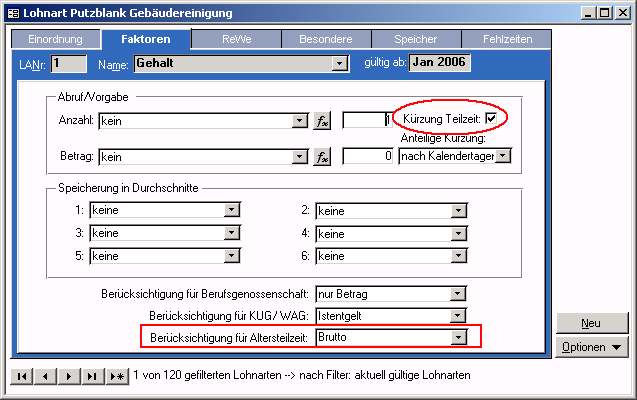 Lohnart Putzblank Gebäudereinigung
Einordnung Faktoren ReWe Besondere Speicher Fehlzeiten
LANr: 1 Name: Gehalt gültig ab: Jan 2006
Abruf/Vorgabe
Anzahl: kein fx 1 Kürzung Teilzeit:
Anteilige Kürzung:
Betrag: kein fx 0 nach Kalendertagen
Speicherung in Durchschnitte
1: keine 2: keine
3: keine 4: keine
5: keine 6: keine
Berücksichtigung für Berufsgenossenschaft: nur Betrag
Berücksichtigung für KUG/ WAG: Istentgelt
Berücksichtigung für Altersteilzeit: Brutto
Neu
Optionen
1 von 120 gefilterten Lohnarten --> nach Filter: aktuell gültige Lohnarten